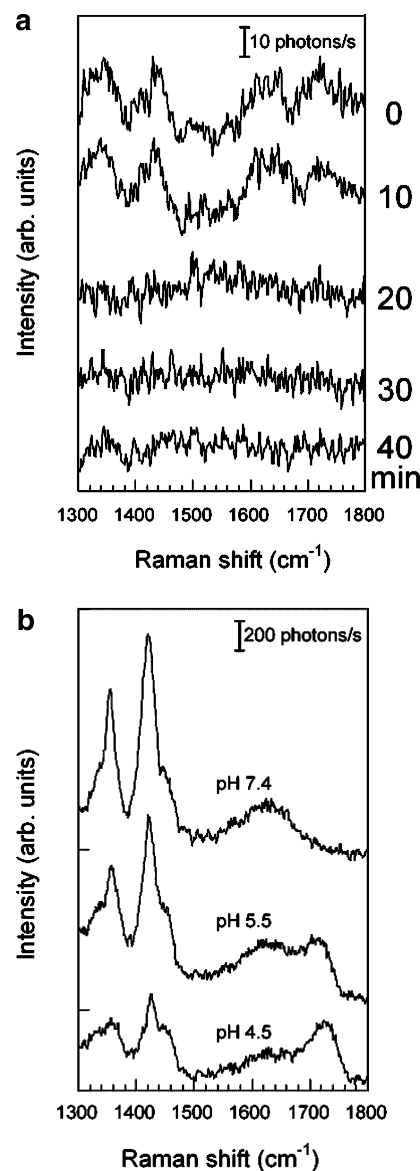 a
10 photons/s
0
10
20
30
40
min
Intensity (arb. units)
1300 1400 1500 1600 1700 1800
Raman shift (cm⁻¹)
b
200 photons/s
pH 7.4
pH 5.5
pH 4.5
Intensity (arb. units)
1300 1400 1500 1600 1700 1800
Raman shift (cm⁻¹)